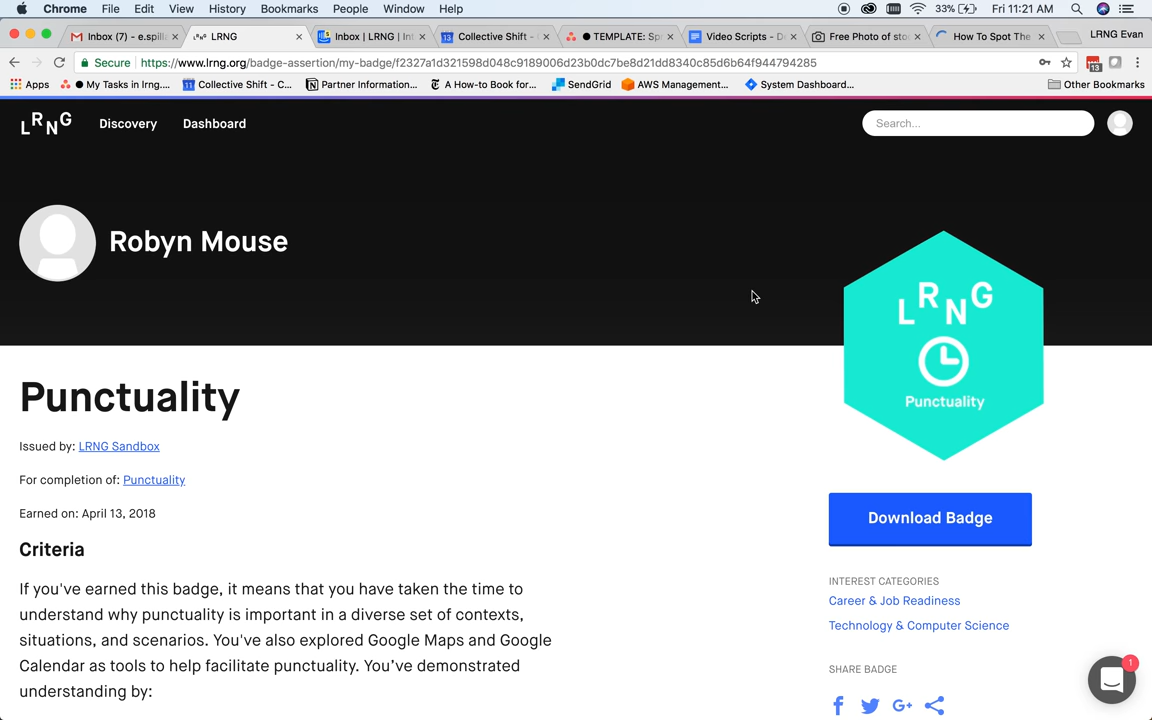 Chrome File Edit View History Bookmarks People Window Help 33% Fri 11:21 AM
Inbox (7) - e.spill LRNG Inbox | LRNG | Int Collective Shift - C ● TEMPLATE: Sp Video Scripts - D Free Photo of sto How To Spot The LRNG Evan
Secure https://www.lrng.org/badge-assertion/my-badge/f2327a1d321598d048c9189006d23b0dc7be8d21dd8340c85d6b64f944794285 13
Apps ● My Tasks in lrng.... Collective Shift - C... Partner Information... A How-to Book for... SendGrid AWS Management... System Dashboard... Other Bookmarks
LRNG Discovery Dashboard Search...
Robyn Mouse
LRNG
Punctuality
Punctuality
Issued by: LRNG Sandbox
For completion of: Punctuality
Earned on: April 13, 2018
Criteria
If you've earned this badge, it means that you have taken the time to
understand why punctuality is important in a diverse set of contexts,
situations, and scenarios. You've also explored Google Maps and Google
Calendar as tools to help facilitate punctuality. You've demonstrated
understanding by:
Download Badge
INTEREST CATEGORIES
Career & Job Readiness
Technology & Computer Science
SHARE BADGE
G+
1